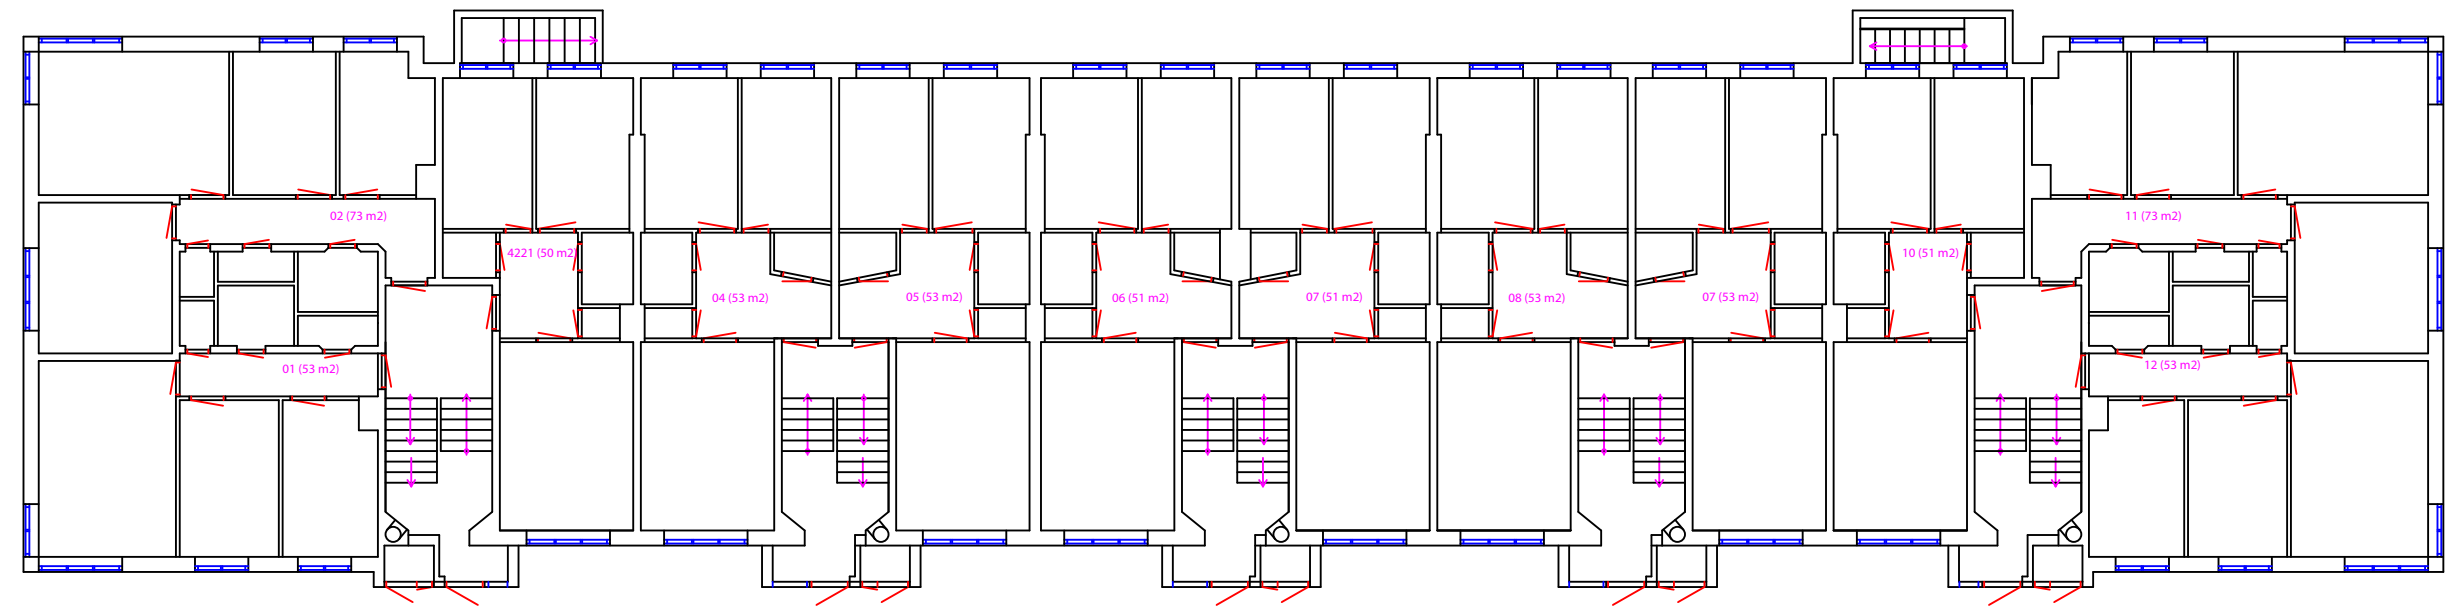 02 (73 m2)
11 (73 m2)
4221 (50 m2)
10 (51 m2)
04 (53 m2)
05 (53 m2)
06 (51 m2)
07 (51 m2)
08 (53 m2)
07 (53 m2)
01 (53 m2)
12 (53 m2)